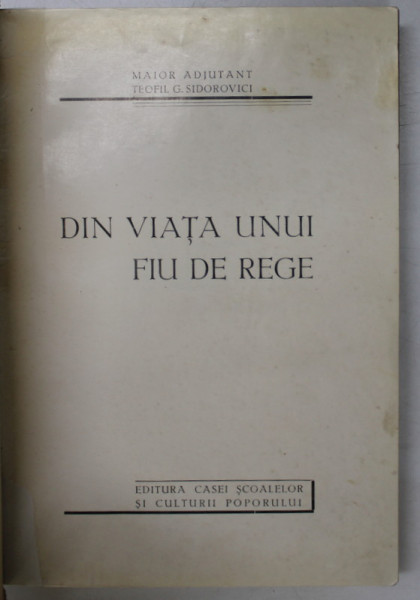 MAIOR ADJUTANT
TEOFIL G. SIDOROVICI
DIN VIAȚA UNUI
FIU DE REGE
EDITURA CASEI ȘCOALELOR
ȘI CULTURII POPORULUI